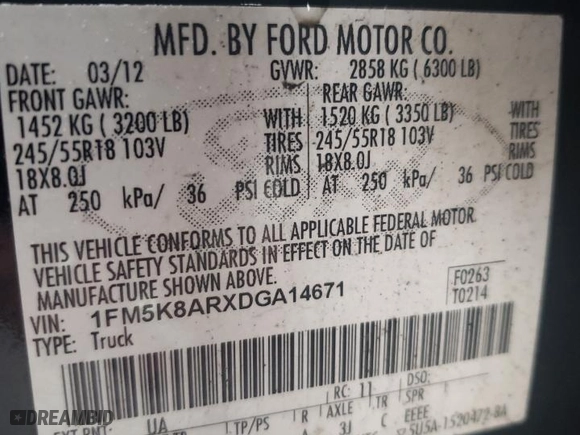 MFD. BY FORD MOTOR CO.
DATE: 03/12 GVWR: 2858 KG ( 6300 LB)
FRONT GAWR: REAR GAWR:
1452 KG ( 3200 LB) WITH 1520 KG ( 3350 LB) WITH
245/55R18 103V TIRES 245/55R18 103V TIRES
18X8.0J RIMS 18X8.0J RIMS
AT 250 kPa/ 36 PSI COLD AT 250 kPa/ 36 PSI COLD
THIS VEHICLE CONFORMS TO ALL APPLICABLE FEDERAL MOTOR
VEHICLE SAFETY STANDARDS IN EFFECT ON THE DATE OF
MANUFACTURE SHOWN ABOVE.
VIN: 1FM5K8ARXDGA14671
TYPE: Truck
F0263
T0214
RC: 11 DSO:
EXT PNT: UA TP/PS R AXLE TR SPR
A 3J C EEEE
DREAMBID